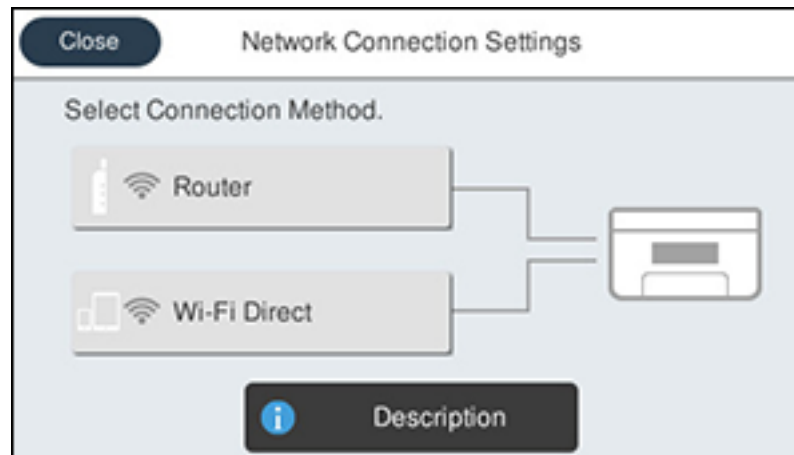 Close
Network Connection Settings
Select Connection Method.
Router
Wi-Fi Direct
Description